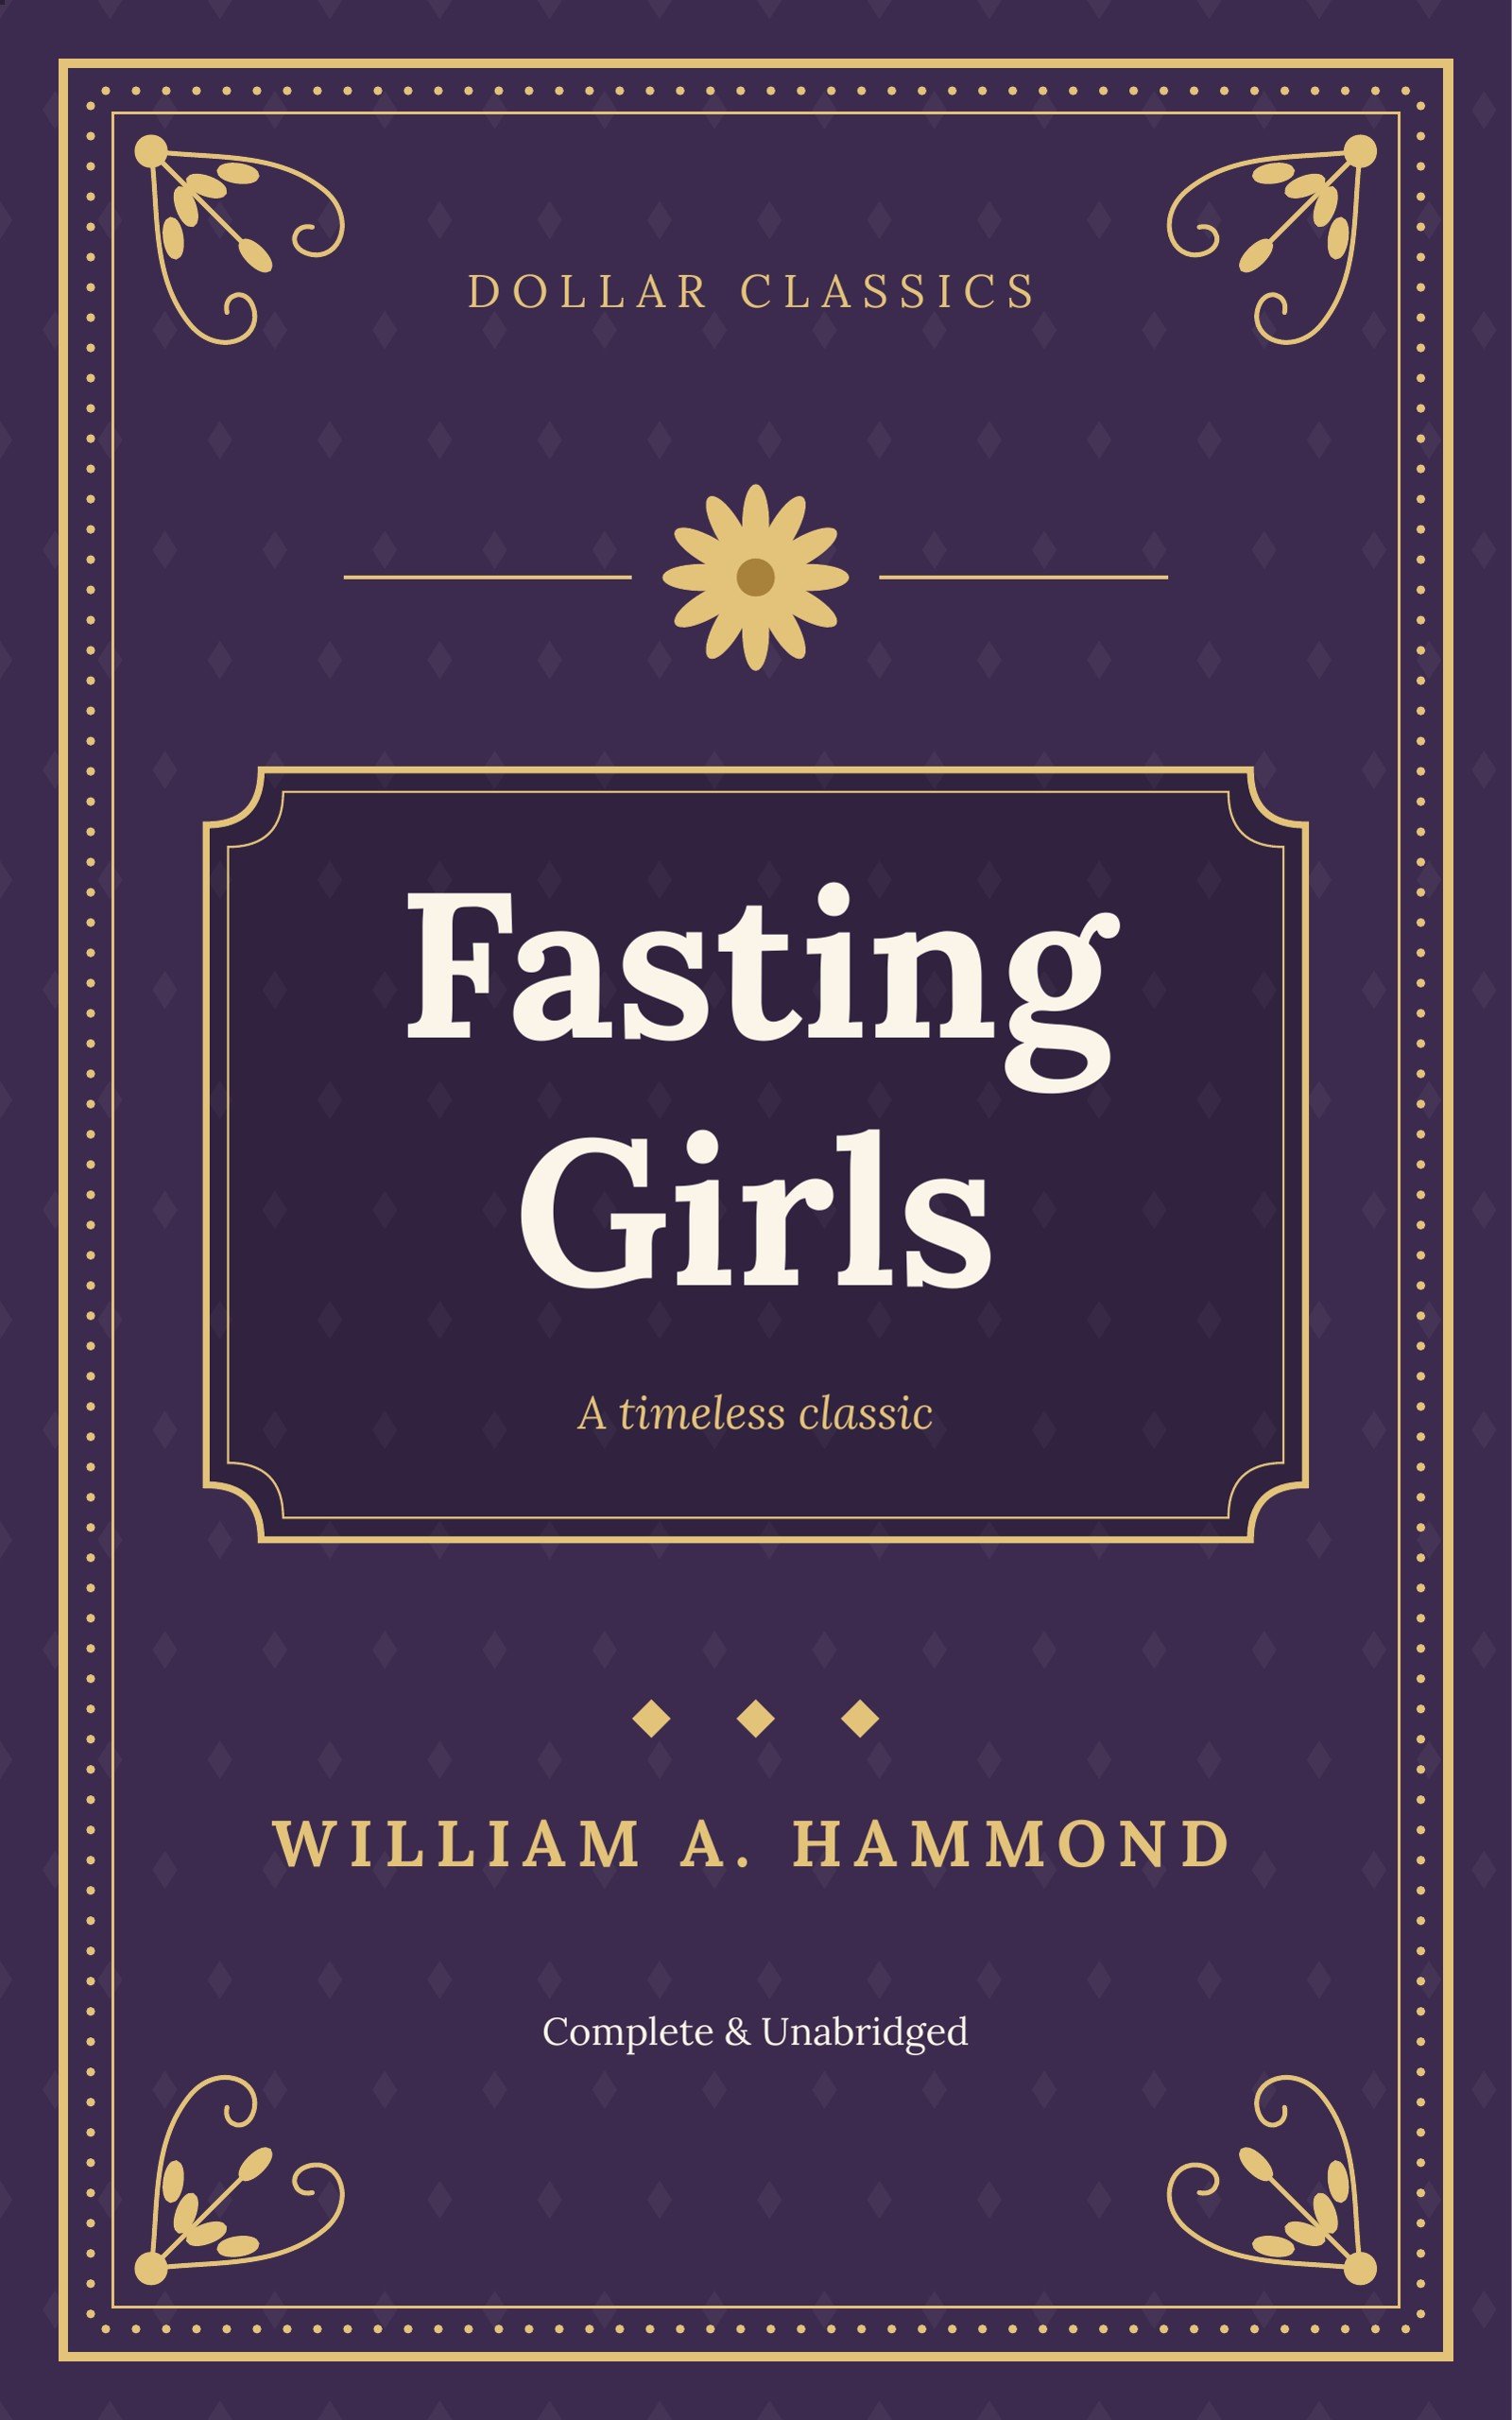 DOLLAR CLASSICS
Fasting
Girls
A timeless classic
WILLIAM A. HAMMOND
Complete & Unabridged